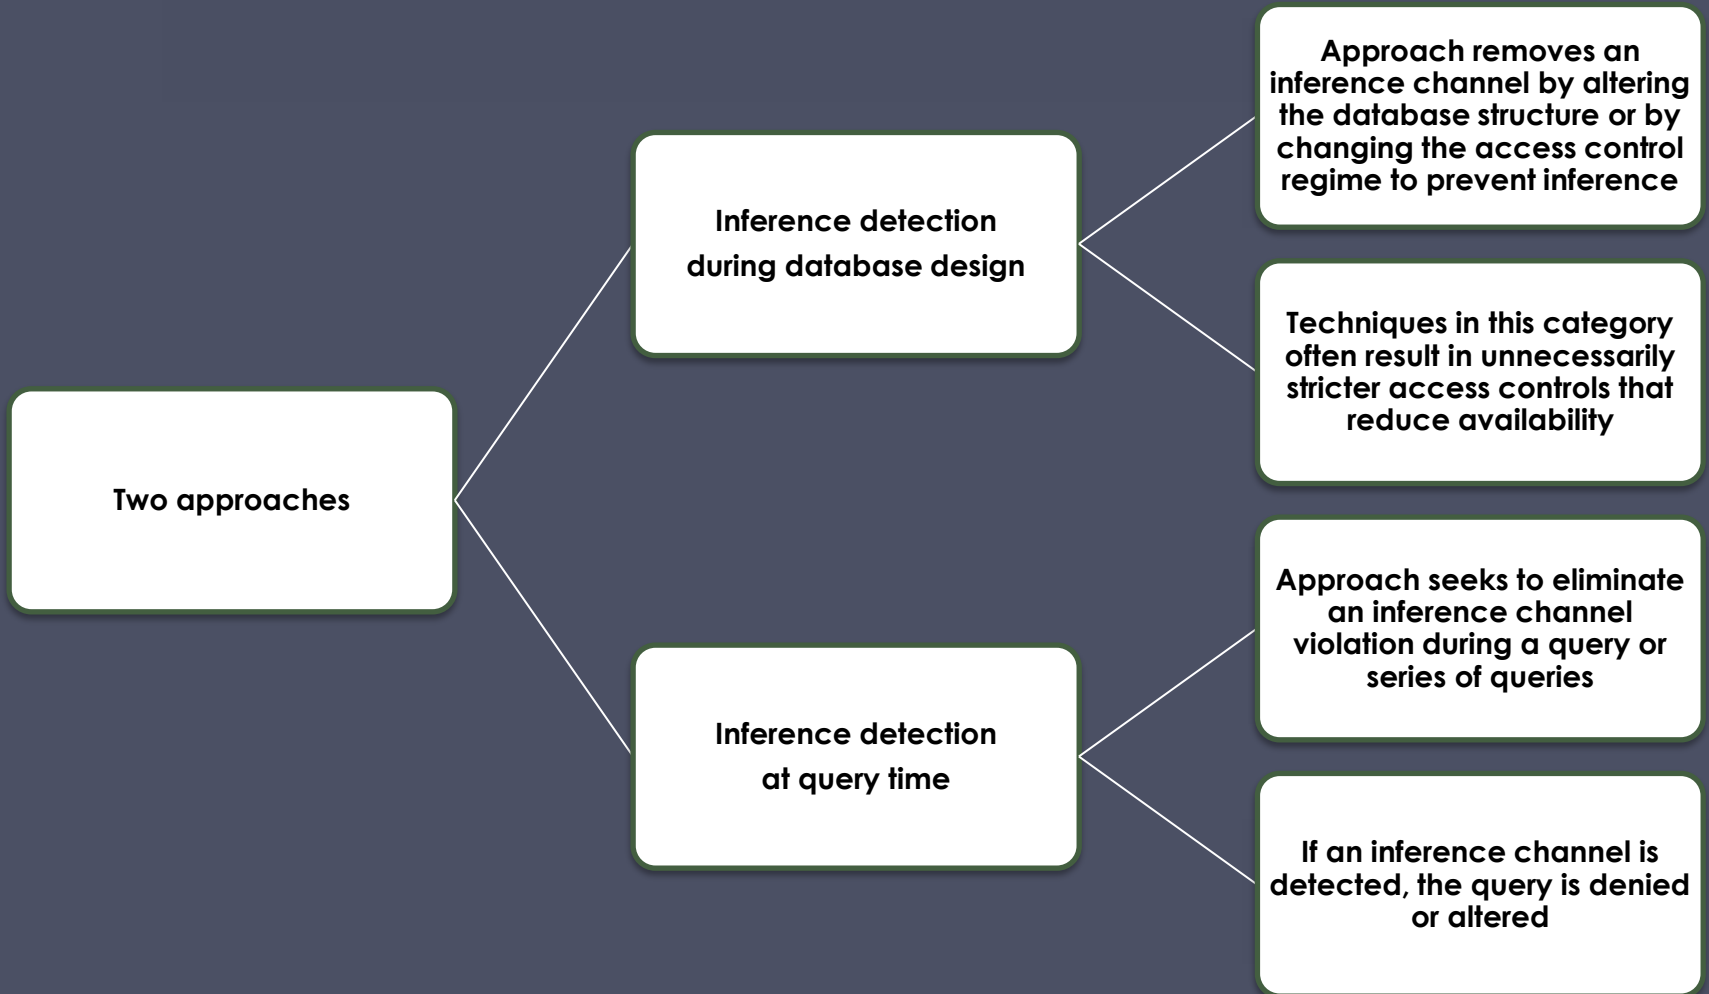 Two approaches
Inference detection
during database design
Approach removes an
inference channel by altering
the database structure or by
changing the access control
regime to prevent inference
Techniques in this category
often result in unnecessarily
stricter access controls that
reduce availability
Inference detection
at query time
Approach seeks to eliminate
an inference channel
violation during a query or
series of queries
If an inference channel is
detected, the query is denied
or altered